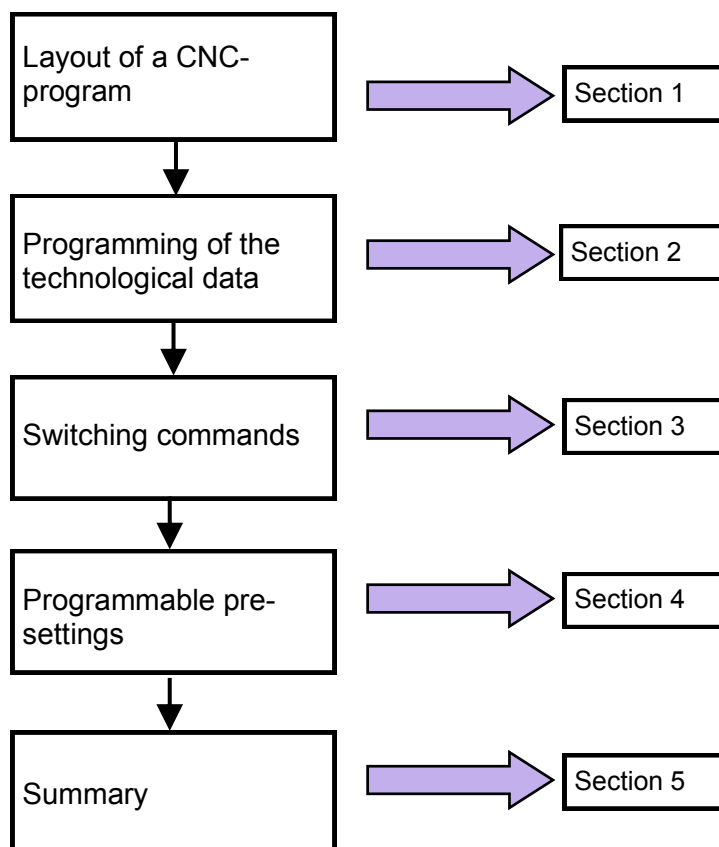 Layout of a CNC-
program
Section 1
Programming of the
technological data
Section 2
Switching commands
Section 3
Programmable pre-
settings
Section 4
Summary
Section 5